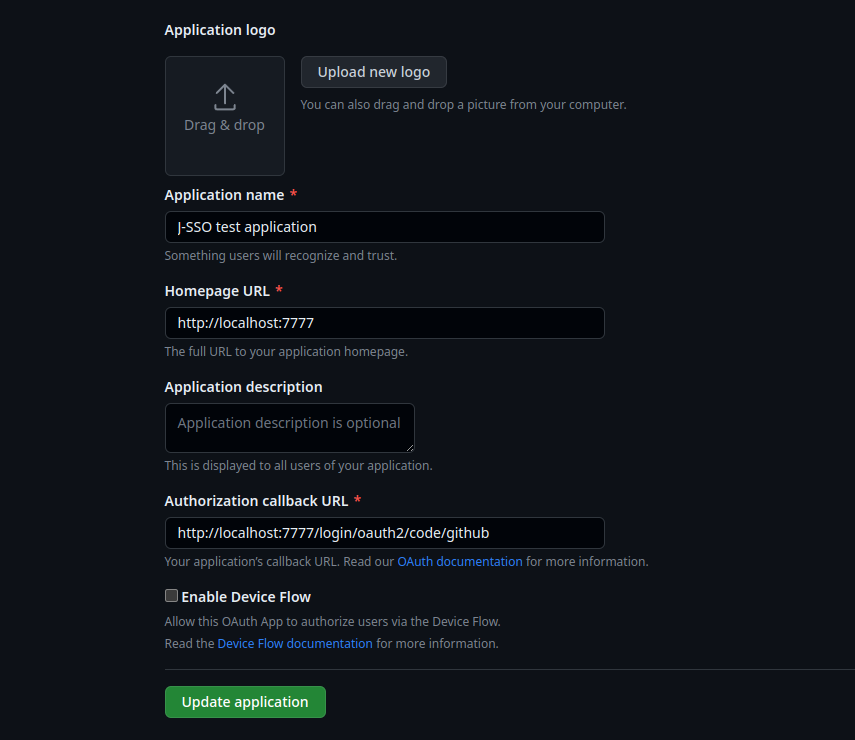 Application logo
Upload new logo
You can also drag and drop a picture from your computer.
Drag & drop
Application name *
J-SSO test application
Something users will recognize and trust.
Homepage URL *
http://localhost:7777
The full URL to your application homepage.
Application description
Application description is optional
This is displayed to all users of your application.
Authorization callback URL *
http://localhost:7777/login/oauth2/code/github
Your application’s callback URL. Read our OAuth documentation for more information.
Enable Device Flow
Allow this OAuth App to authorize users via the Device Flow.
Read the Device Flow documentation for more information.
Update application